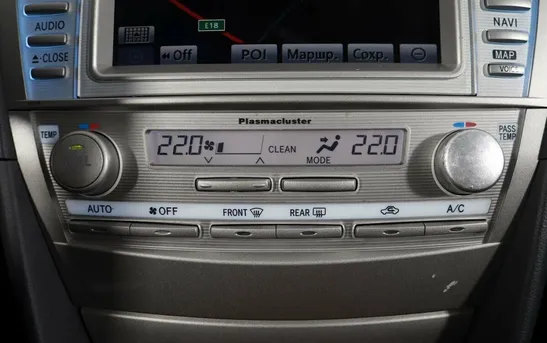 AUDIO
▲·CLOSE
E18
◀◀ Off
POI
Маршр.
Сохр.
NAVI
MAP
VOICE
Plasmacluster
TEMP
22.0
CLEAN
MODE
22.0
PASS
TEMP
AUTO
OFF
FRONT
REAR
A/C